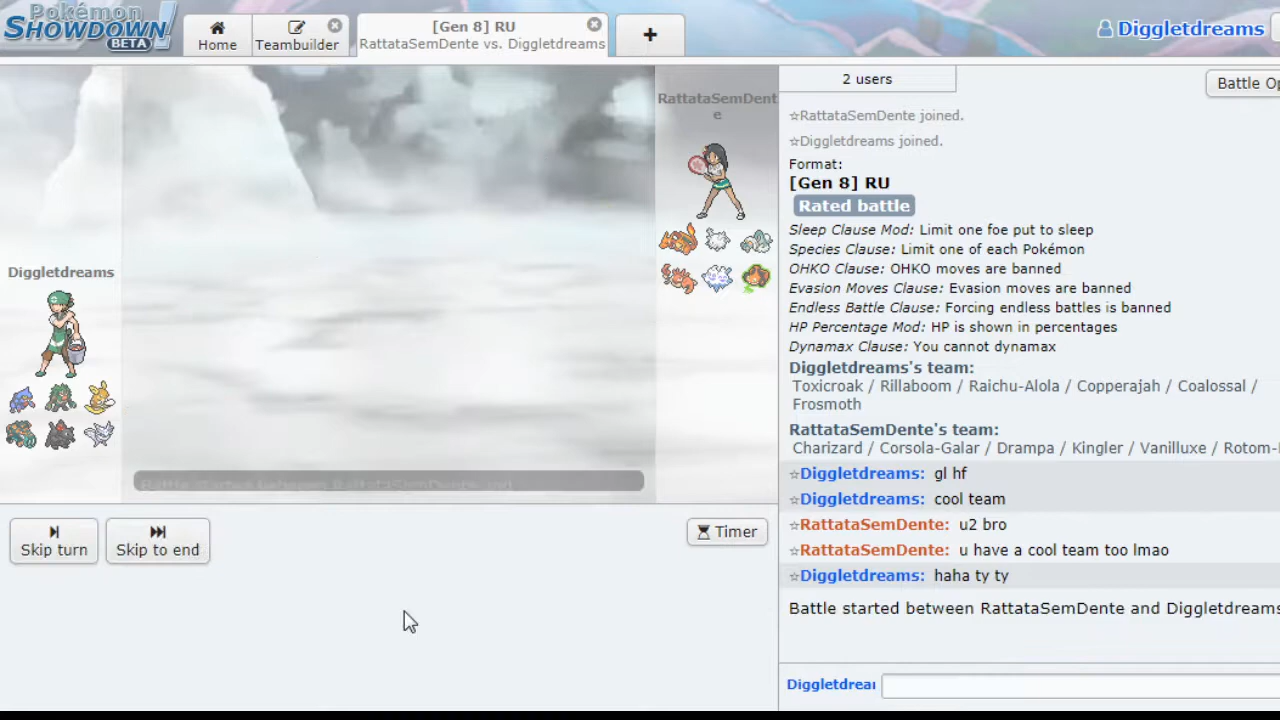 Pokémon
SHOWDOWN!
BETA
Home
Teambuilder
[Gen 8] RU
RattataSemDente vs. Diggletdreams
+
Diggletdreams
RattataSemDent
e
Diggletdreams
2 users
Battle Op
☆RattataSemDente joined.
☆Diggletdreams joined.
Format:
[Gen 8] RU
Rated battle
Sleep Clause Mod: Limit one foe put to sleep
Species Clause: Limit one of each Pokémon
OHKO Clause: OHKO moves are banned
Evasion Moves Clause: Evasion moves are banned
Endless Battle Clause: Forcing endless battles is banned
HP Percentage Mod: HP is shown in percentages
Dynamax Clause: You cannot dynamax
Diggletdreams's team:
Toxicroak / Rillaboom / Raichu-Alola / Copperajah / Coalossal /
Frosmoth
RattataSemDente's team:
Charizard / Corsola-Galar / Drampa / Kingler / Vanilluxe / Rotom-
☆Diggletdreams: gl hf
☆Diggletdreams: cool team
☆RattataSemDente: u2 bro
☆RattataSemDente: u have a cool team too lmao
☆Diggletdreams: haha ty ty
Battle started between RattataSemDente and Diggletdreams
Battle started between RattataSemDente and
Skip turn
Skip to end
Timer
Diggletdrea